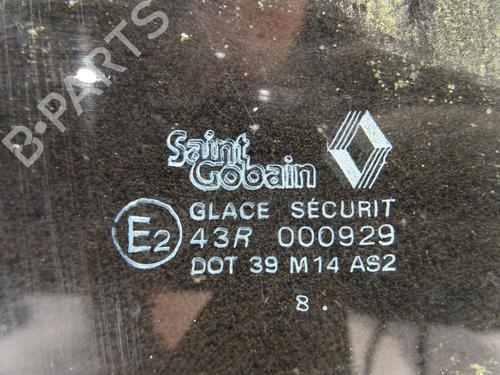 B-PARTS
Saint
Gobain
GLACE SÉCURIT
E2 43R 000929
DOT 39 M14 AS2
8 .